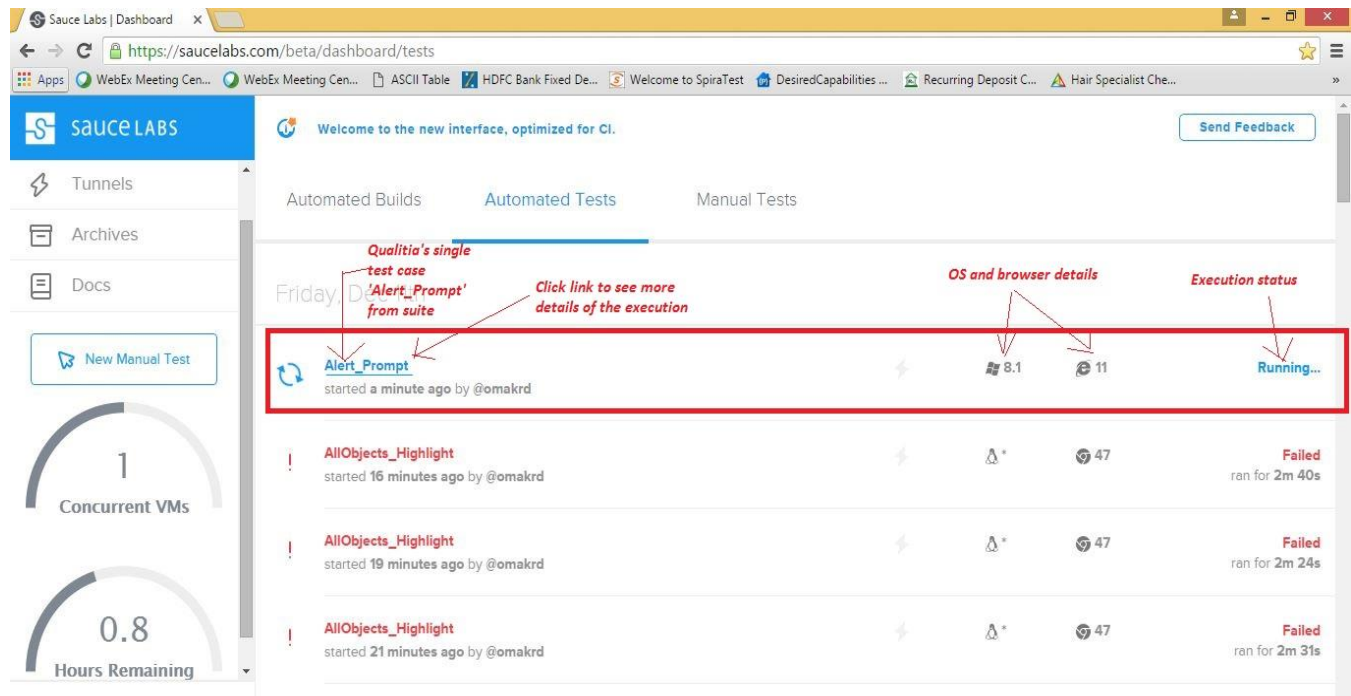 Sauce Labs | Dashboard
https://saucelabs.com/beta/dashboard/tests
Apps WebEx Meeting Cen... WebEx Meeting Cen... ASCII Table HDFC Bank Fixed De... Welcome to SpiraTest DesiredCapabilities ... Recurring Deposit C... Hair Specialist Che... »
SauCe LABS
Welcome to the new interface, optimized for CI.
Send Feedback
Tunnels
Archives
Docs
New Manual Test
1
Concurrent VMs
0.8
Hours Remaining
Automated Builds Automated Tests Manual Tests
Friday,
Qualitia's single
test case
'Alert_Prompt'
from suite
Click link to see more
details of the execution
OS and browser details
Execution status
Alert_Prompt 8.1 11 Running...
started a minute ago by @omakrd
AllObjects_Highlight * 47 Failed
started 16 minutes ago by @omakrd ran for 2m 40s
AllObjects_Highlight * 47 Failed
started 19 minutes ago by @omakrd ran for 2m 24s
AllObjects_Highlight * 47 Failed
started 21 minutes ago by @omakrd ran for 2m 31s